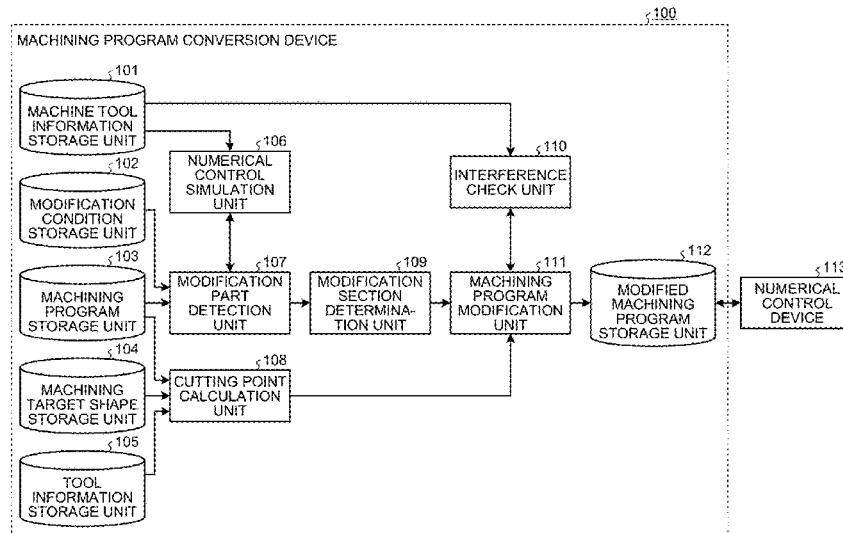 100
MACHINING PROGRAM CONVERSION DEVICE
101
MACHINE TOOL
INFORMATION
STORAGE UNIT
106
NUMERICAL
CONTROL
SIMULATION
UNIT
110
INTERFERENCE
CHECK UNIT
102
MODIFICATION
CONDITION
STORAGE UNIT
103
MACHINING
PROGRAM
STORAGE UNIT
107
MODIFICATION
PART
DETECTION
UNIT
109
MODIFICATION
SECTION
DETERMINA-
TION UNIT
111
MACHINING
PROGRAM
MODIFICATION
UNIT
112
MODIFIED
MACHINING
PROGRAM
STORAGE UNIT
113
NUMERICAL
CONTROL
DEVICE
104
MACHINING
TARGET SHAPE
STORAGE UNIT
108
CUTTING POINT
CALCULATION
UNIT
105
TOOL
INFORMATION
STORAGE UNIT